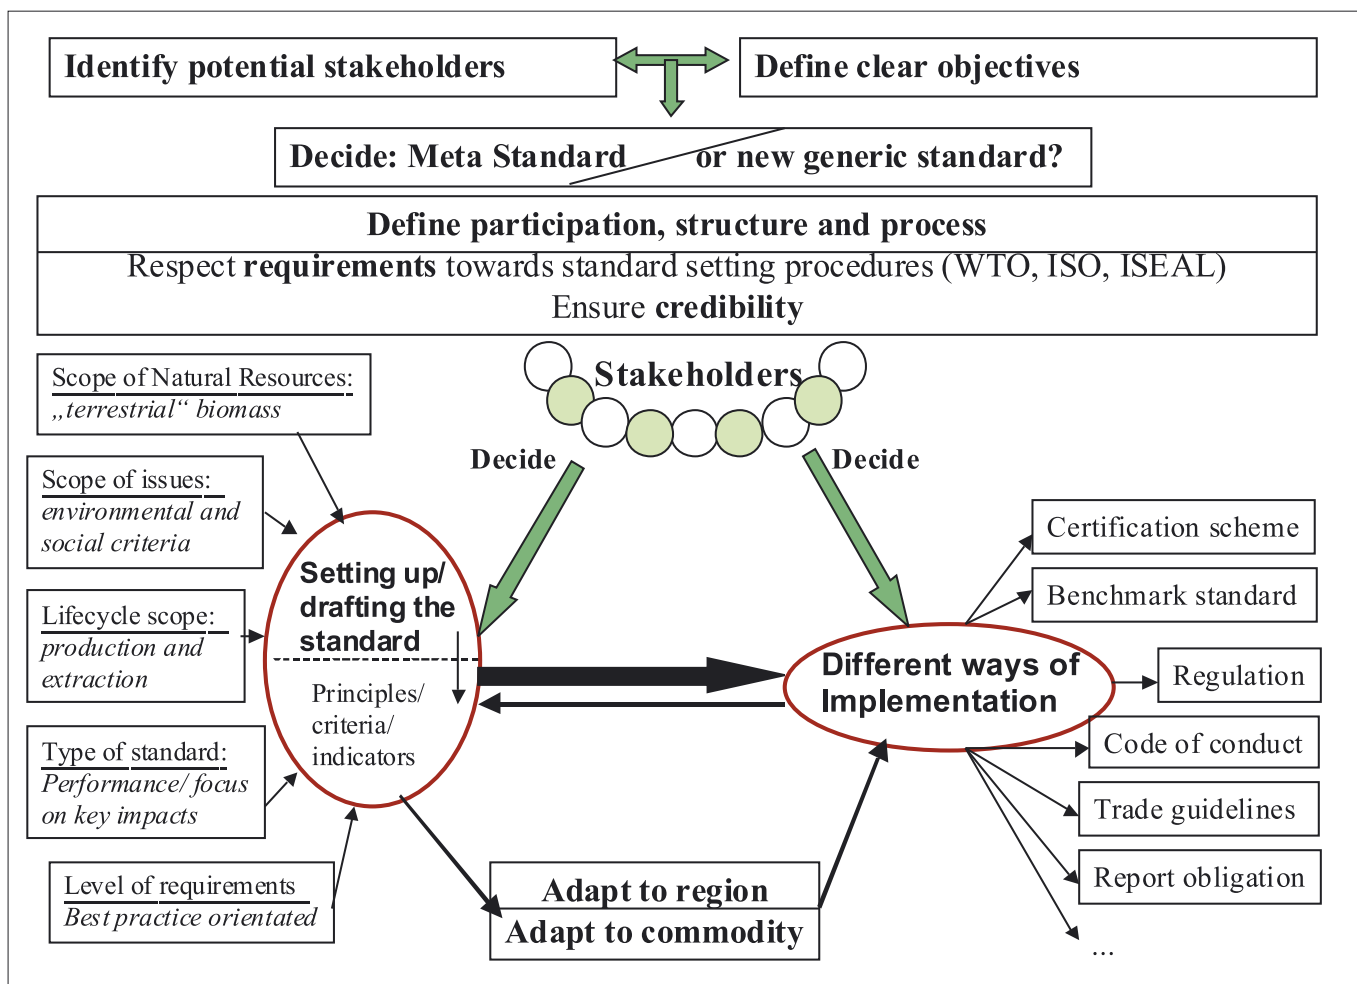 Identify potential stakeholders
Define clear objectives
Decide: Meta Standard
or new generic standard?
Define participation, structure and process
Respect requirements towards standard setting procedures (WTO, ISO, ISEAL)
Ensure credibility
Stakeholders
Decide
Decide
Scope of Natural Resources:
„terrestrial“ biomass
Scope of issues:
environmental and
social criteria
Lifecycle scope:
production and
extraction
Type of standard:
Performance/ focus
on key impacts
Level of requirements
Best practice orientated
Setting up/
drafting the
standard
Principles/
criteria/
indicators
Adapt to region
Adapt to commodity
Different ways of
Implementation
Certification scheme
Benchmark standard
Regulation
Code of conduct
Trade guidelines
Report obligation
...